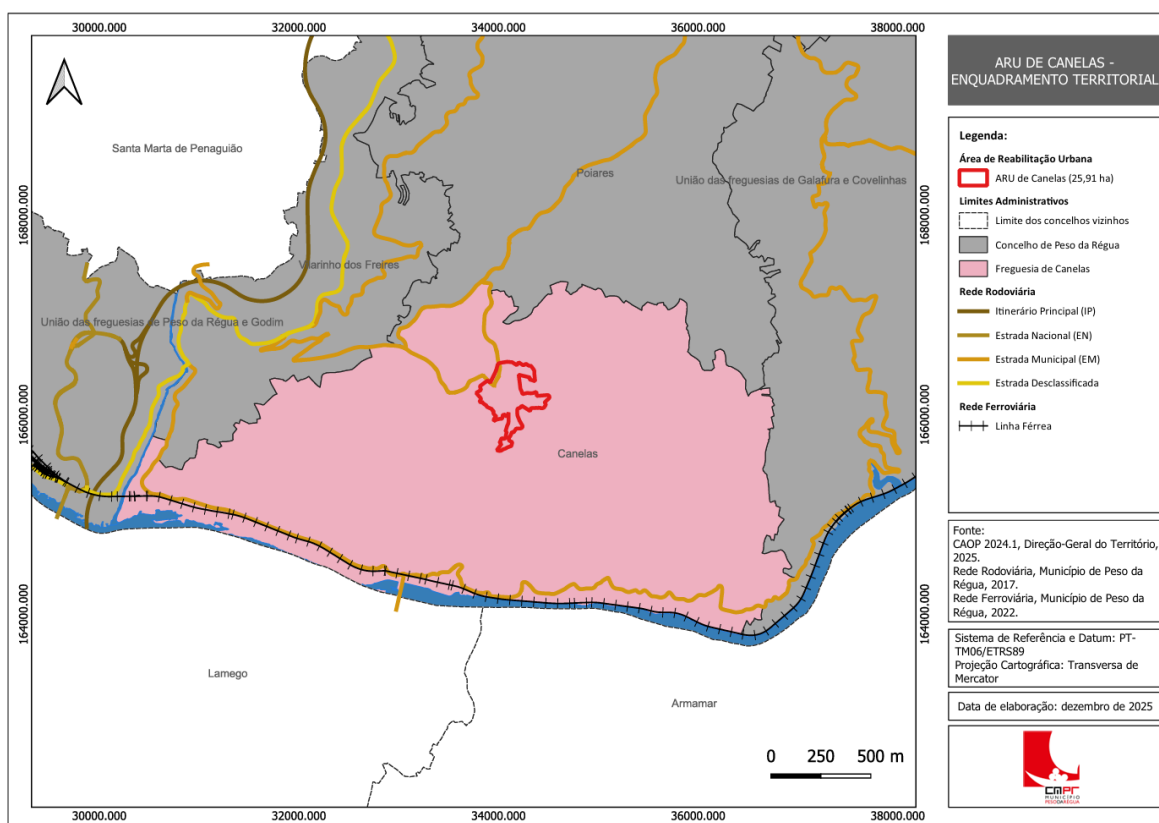 30000.000
32000.000
34000.000
36000.000
38000.000
168000.000
166000.000
164000.000
168000.000
166000.000
164000.000
Santa Marta de Penaguião
Poiares
União das freguesias de Galafura e Covelinhas
Vilarinho dos Freires
União das freguesias de Peso da Régua e Godim
Canelas
Lamego
Armamar
0 250 500 m
30000.000
32000.000
34000.000
36000.000
38000.000
ARU DE CANELAS -
ENQUADRAMENTO TERRITORIAL
Legenda:
Área de Reabilitação Urbana
ARU de Canelas (25,91 ha)
Limites Administrativos
Limite dos concelhos vizinhos
Concelho de Peso da Régua
Freguesia de Canelas
Rede Rodoviária
Itinerário Principal (IP)
Estrada Nacional (EN)
Estrada Municipal (EM)
Estrada Desclassificada
Rede Ferroviária
Linha Férrea
Fonte:
CAOP 2024.1, Direção-Geral do Território,
2025.
Rede Rodoviária, Município de Peso da
Régua, 2017.
Rede Ferroviária, Município de Peso da
Régua, 2022.
Sistema de Referência e Datum: PT-
TM06/ETRS89
Projeção Cartográfica: Transversa de
Mercator
Data de elaboração: dezembro de 2025
CMPR
MUNICÍPIO
PESODARÉGUA